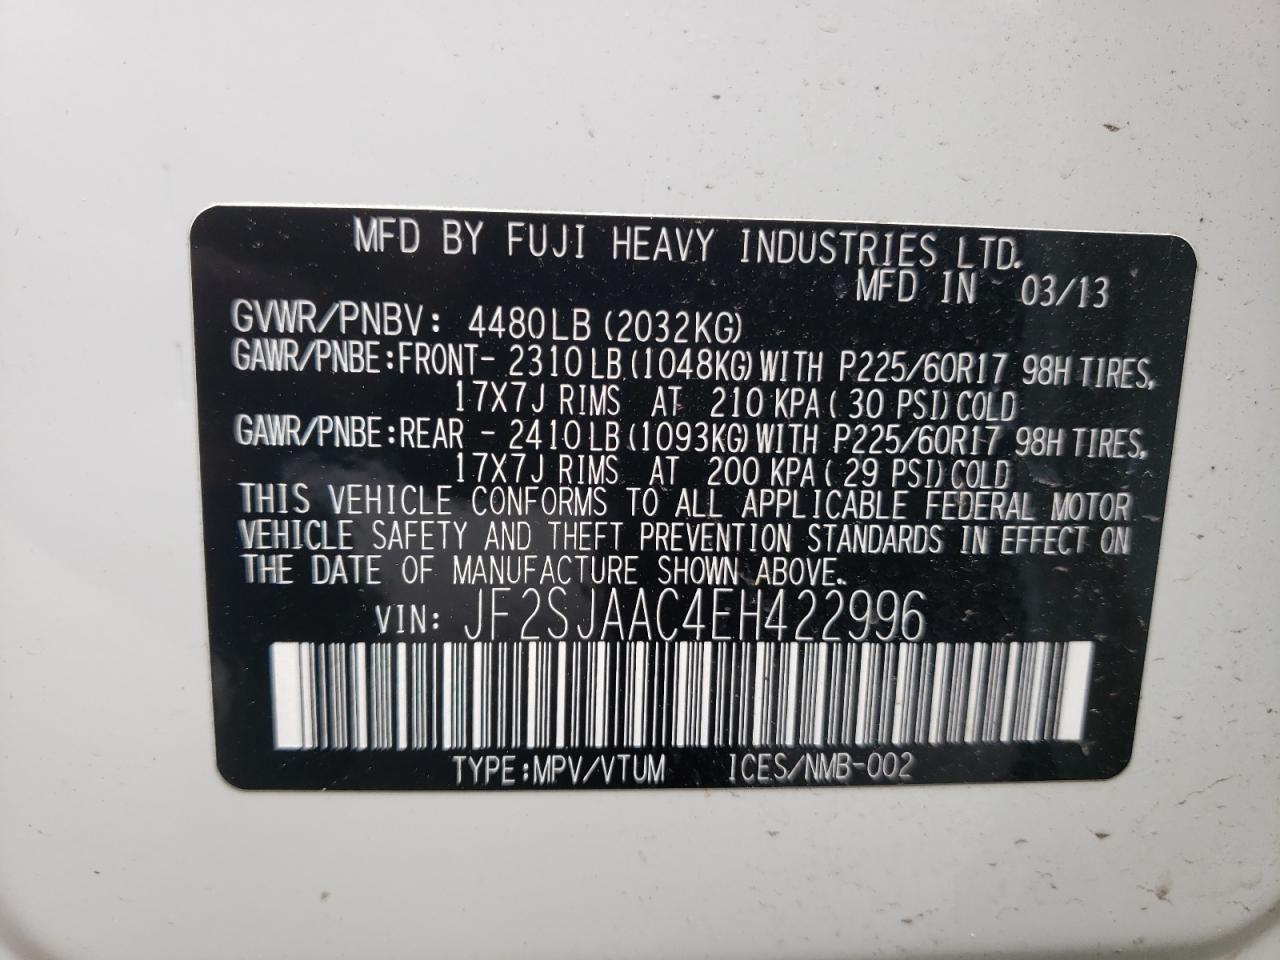 MFD BY FUJI HEAVY INDUSTRIES LTD.
MFD IN 03/13
GVWR/PNBV: 4480LB (2032KG)
GAWR/PNBE:FRONT- 2310LB (1048KG) WITH P225/60R17 98H TIRES,
17X7J RIMS AT 210 KPA( 30 PSI) COLD
GAWR/PNBE:REAR - 2410LB (1093KG) WITH P225/60R17 98H TIRES,
17X7J RIMS AT 200 KPA( 29 PSI) COLD
THIS VEHICLE CONFORMS TO ALL APPLICABLE FEDERAL MOTOR
VEHICLE SAFETY AND THEFT PREVENTION STANDARDS IN EFFECT ON
THE DATE OF MANUFACTURE SHOWN ABOVE.
VIN: JF2SJAAC4EH422996
TYPE:MPV/VTUM ICES/NMB-002